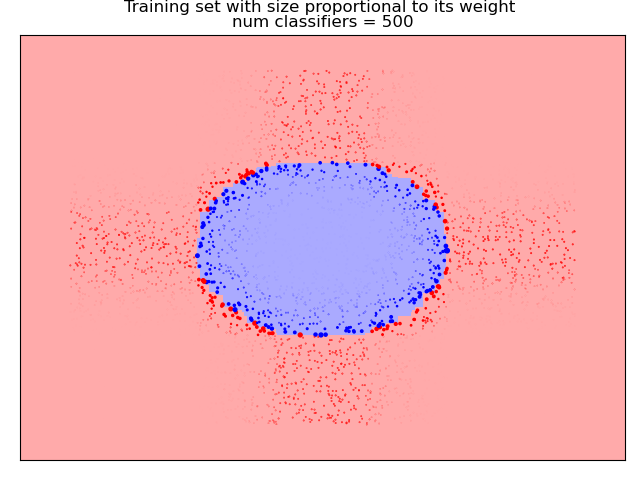 Training set with size proportional to its weight
num classifiers = 500